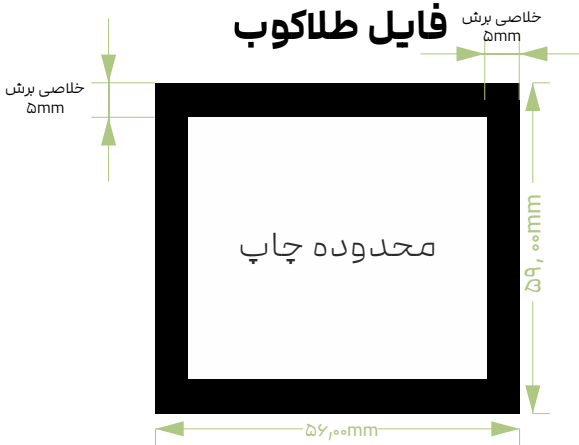 فایل طلاکوب
خلاصی برش
۵mm
خلاصی برش
۵mm
محدوده چاپ
۵۹,۰۰mm
۵۶,۰۰mm